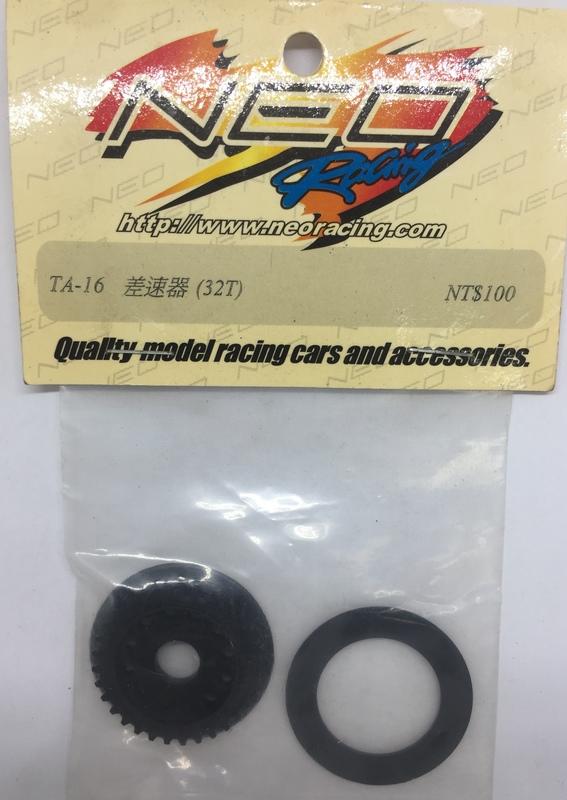 NEO
Racing
http://www.neoracing.com
TA-16 差速器 (32T) NT$100
Quality model racing cars and accessories.